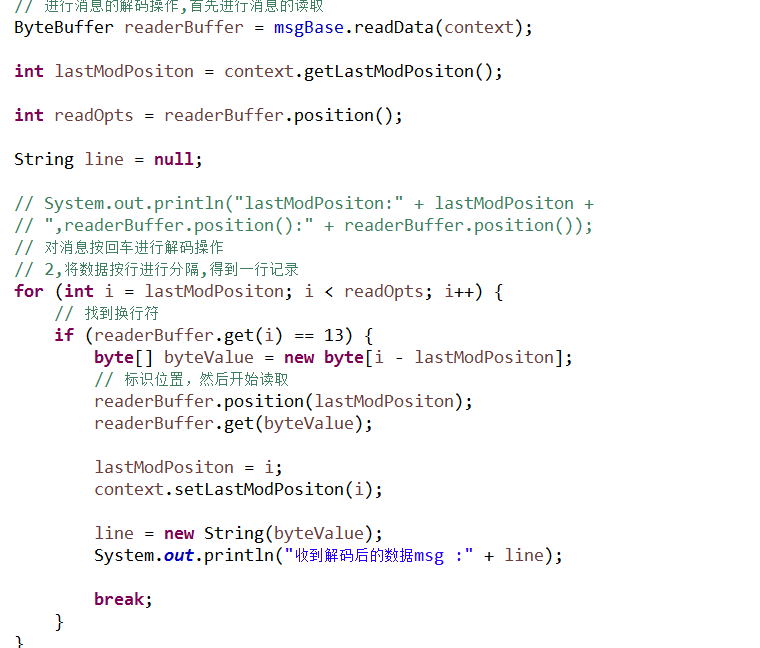 // 进行消息的解码操作,首先进行消息的读取
ByteBuffer readerBuffer = msgBase.readData(context);
int lastModPositon = context.getLastModPositon();
int readOpts = readerBuffer.position();
String line = null;
// System.out.println("lastModPositon:" + lastModPositon +
// ",readerBuffer.position():" + readerBuffer.position());
// 对消息按回车进行解码操作
// 2,将数据按行进行分隔,得到一行记录
for (int i = lastModPositon; i < readOpts; i++) {
// 找到换行符
if (readerBuffer.get(i) == 13) {
byte[] byteValue = new byte[i - lastModPositon];
// 标识位置，然后开始读取
readerBuffer.position(lastModPositon);
readerBuffer.get(byteValue);
lastModPositon = i;
context.setLastModPositon(i);
line = new String(byteValue);
System.out.println("收到解码后的数据msg :" + line);
break;
}
}